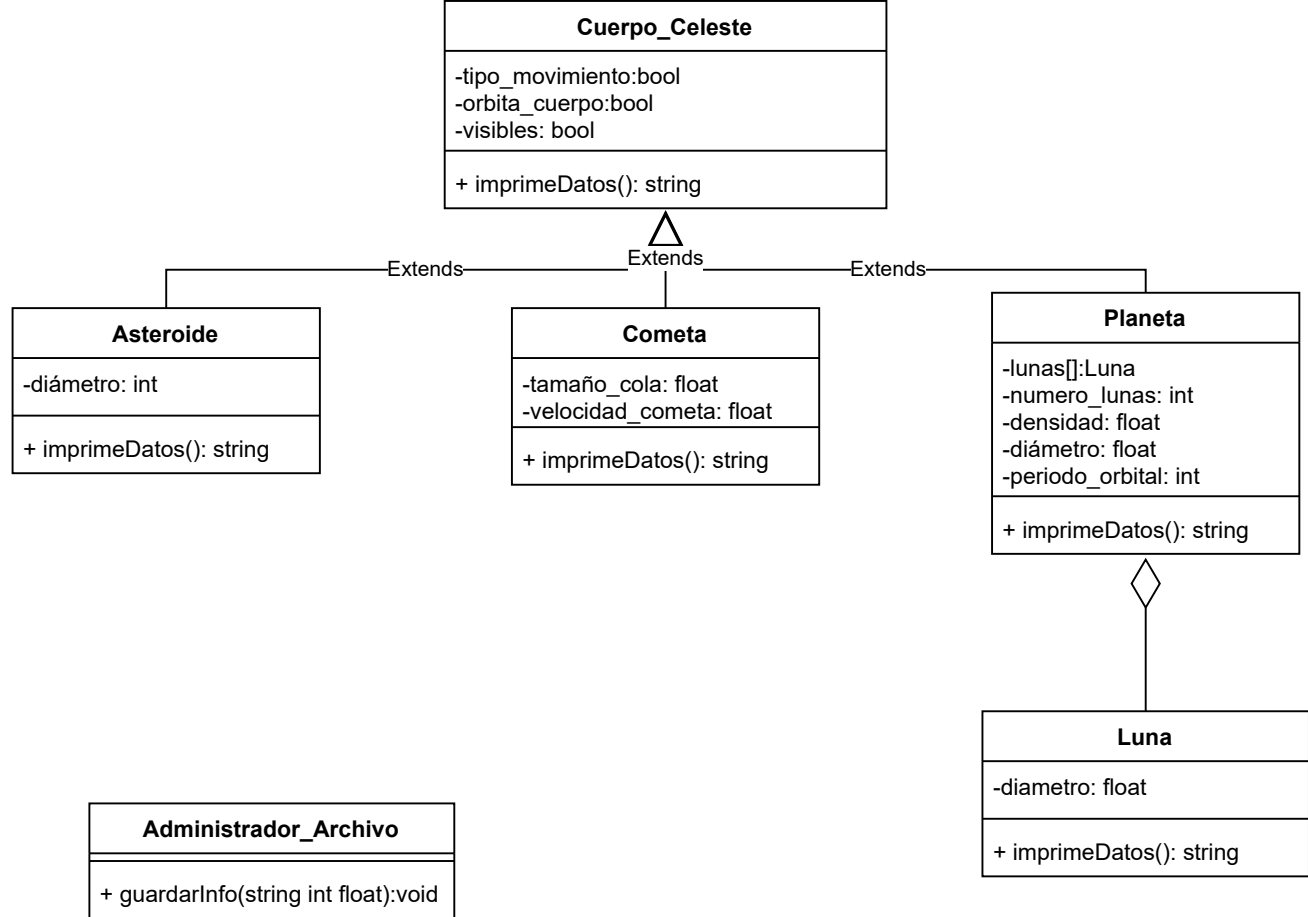 Cuerpo_Celeste
-tipo_movimiento:bool
-orbita_cuerpo:bool
-visibles: bool
+ imprimeDatos(): string
Extends
Extends
Extends
Asteroide
-diámetro: int
+ imprimeDatos(): string
Cometa
-tamaño_cola: float
-velocidad_cometa: float
+ imprimeDatos(): string
Planeta
-lunas[]:Luna
-numero_lunas: int
-densidad: float
-diámetro: float
-periodo_orbital: int
+ imprimeDatos(): string
Luna
-diametro: float
+ imprimeDatos(): string
Administrador_Archivo
+ guardarInfo(string int float):void